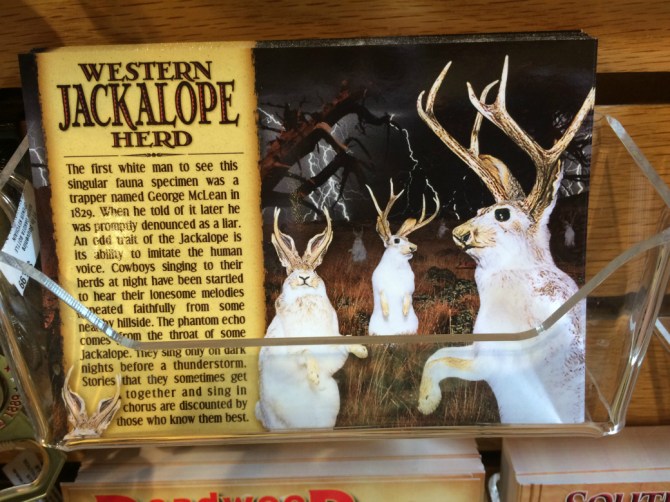 WESTERN
JACKALOPE
HERD
The first white man to see this
singular fauna specimen was a
trapper named George McLean in
1829. When he told of it later he
was promptly denounced as a liar.
An odd trait of the Jackalope is
its ability to imitate the human
voice. Cowboys singing to their
herds at night have been startled
to hear their lonesome melodies
repeated faithfully from some
nearby hillside. The phantom echo
comes from the throat of some
Jackalope. They sing only on dark
nights before a thunderstorm.
Stories that they sometimes get
together and sing in
chorus are discounted by
those who know them best.
Deadwood
SOUTH